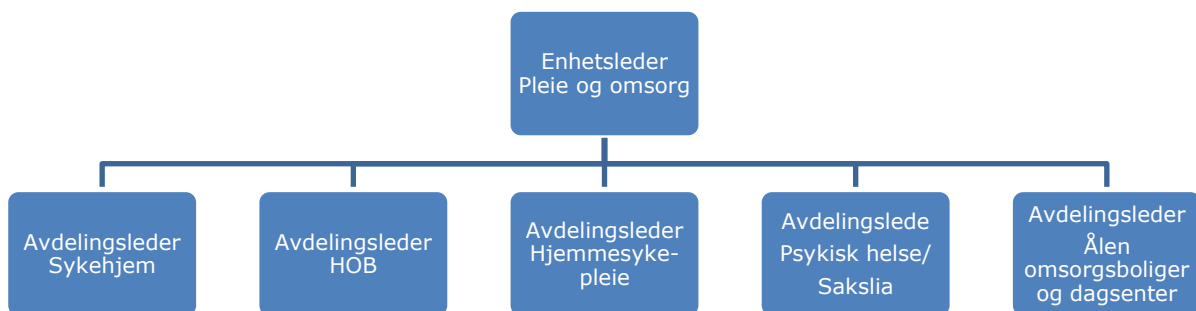 Enhetsleder
Pleie og omsorg
Avdelingsleder
Sykehjem
Avdelingsleder
HOB
Avdelingsleder
Hjemmesyke-
pleie
Avdelingslede
Psykisk helse/
Sakslia
Avdelingsleder
Ålen
omsorgsboliger
og dagsenter